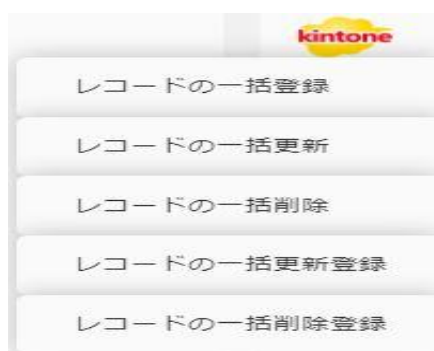 kintone
レコードの一括登録
レコードの一括更新
レコードの一括削除
レコードの一括更新登録
レコードの一括削除登録